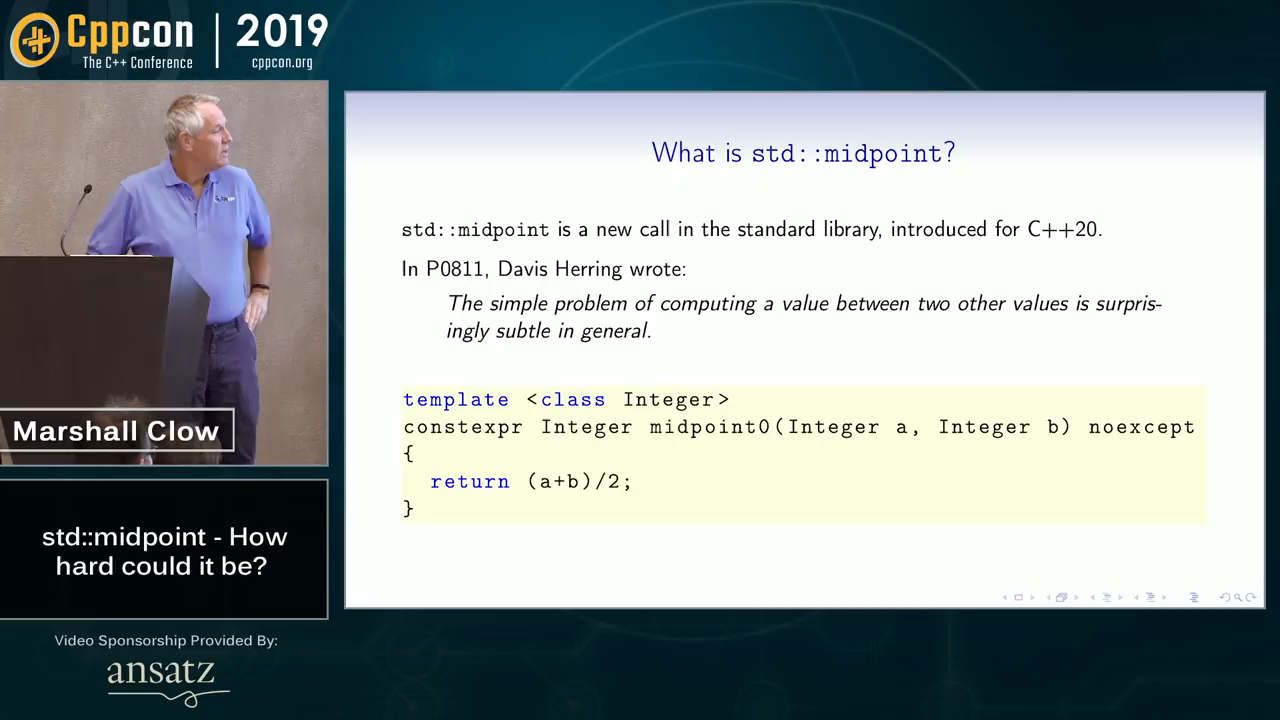 Cppcon
The C++ Conference
2019
cppcon.org
What is std::midpoint?
std::midpoint is a new call in the standard library, introduced for C++20.
In P0811, Davis Herring wrote:
The simple problem of computing a value between two other values is surpris-
ingly subtle in general.
template <class Integer>
constexpr Integer midpoint0(Integer a, Integer b) noexcept
{
return (a+b)/2;
}
Marshall Clow
std::midpoint - How
hard could it be?
Video Sponsorship Provided By:
ansatz